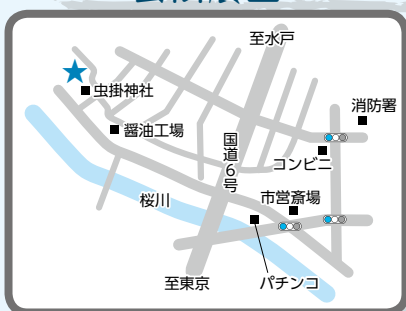 至水戸
虫掛神社
消防署
醤油工場
国道6号
コンビニ
桜川
市営斎場
至東京
パチンコ